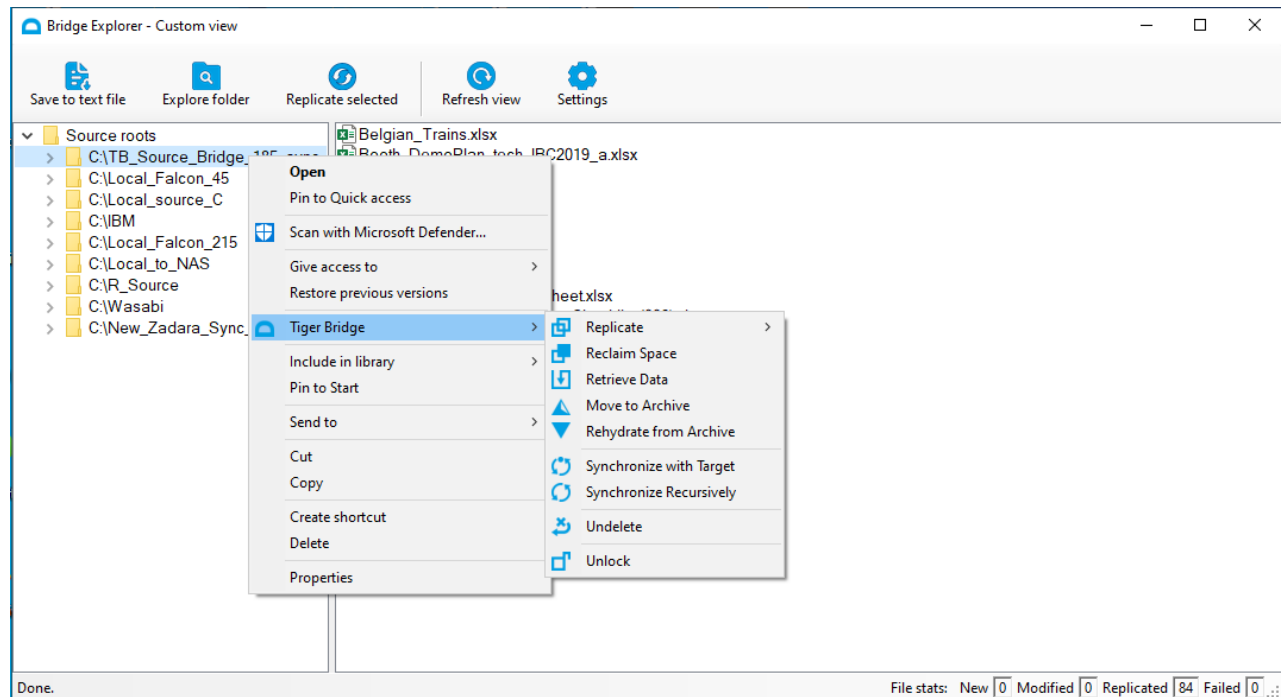 Bridge Explorer - Custom view
Save to text file
Explore folder
Replicate selected
Refresh view
Settings
Source roots
C:\TB_Source_Bridge_185_sync
C:\Local_Falcon_45
C:\Local_source_C
C:\IBM
C:\Local_Falcon_215
C:\Local_to_NAS
C:\R_Source
C:\Wasabi
C:\New_Zadara_Sync_
Belgian_Trains.xlsx
Booth_DemoPlan_tech_IBC2019_a.xlsx
heet.xlsx
Open
Pin to Quick access
Scan with Microsoft Defender...
Give access to
Restore previous versions
Tiger Bridge
Include in library
Pin to Start
Send to
Cut
Copy
Create shortcut
Delete
Properties
Replicate
Reclaim Space
Retrieve Data
Move to Archive
Rehydrate from Archive
Synchronize with Target
Synchronize Recursively
Undelete
Unlock
Done.
File stats: New 0 Modified 0 Replicated 84 Failed 0